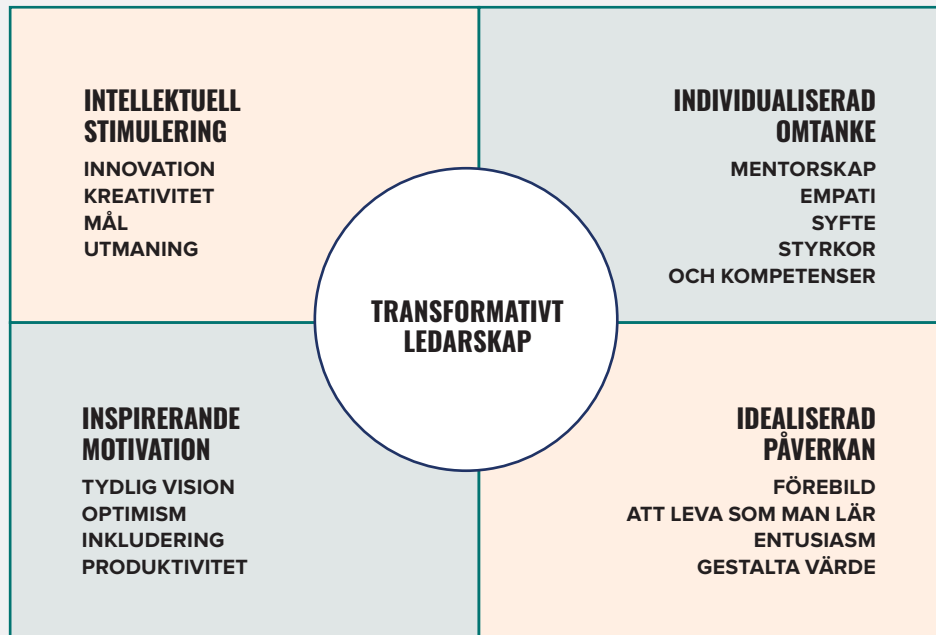 INTELLEKTUELL
STIMULERING
INNOVATION
KREATIVITET
MÅL
UTMANING
INDIVIDUALISERAD
OMTANKE
MENTORSKAP
EMPATI
SYFTE
STYRKOR
OCH KOMPETENSER
TRANSFORMATIVT
LEDARSKAP
INSPIRERANDE
MOTIVATION
TYDLIG VISION
OPTIMISM
INKLUDERING
PRODUKTIVITET
IDEALISERAD
PÅVERKAN
FÖREBILD
ATT LEVA SOM MAN LÄR
ENTUSIASM
GESTALTA VÄRDE